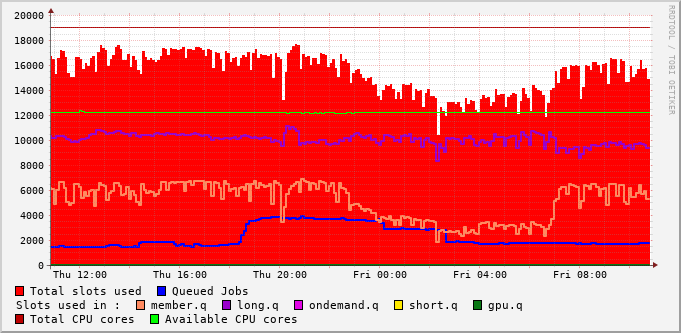 20000
18000
16000
14000
12000
10000
8000
6000
4000
2000
0
Thu 12:00 Thu 16:00 Thu 20:00 Fri 00:00 Fri 04:00 Fri 08:00
RRDTOOL / TOBI OETIKER
Total slots used Queued Jobs
Slots used in : member.q long.q ondemand.q short.q gpu.q
Total CPU cores Available CPU cores